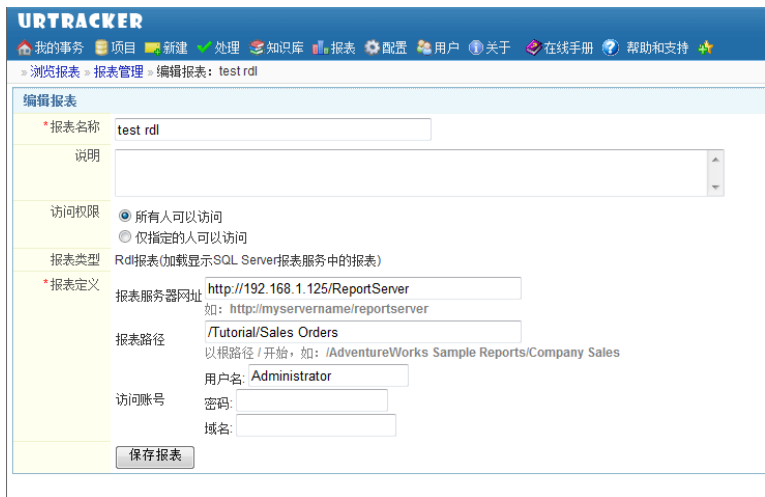 URTRACKER
我的事务 项目 新建 处理 知识库 报表 配置 用户 关于 在线手册 帮助和支持
» 浏览报表 » 报表管理 » 编辑报表: test rdl
编辑报表
*报表名称 test rdl
说明
访问权限 所有人可以访问
仅指定的人可以访问
报表类型 Rdl报表(加载显示SQL Server报表服务中的报表)
*报表定义
报表服务器网址 http://192.168.1.125/ReportServer
如: http://myservername/reportserver
报表路径 /Tutorial/Sales Orders
以根路径 / 开始，如: /AdventureWorks Sample Reports/Company Sales
用户名: Administrator
访问账号 密码:
域名:
保存报表